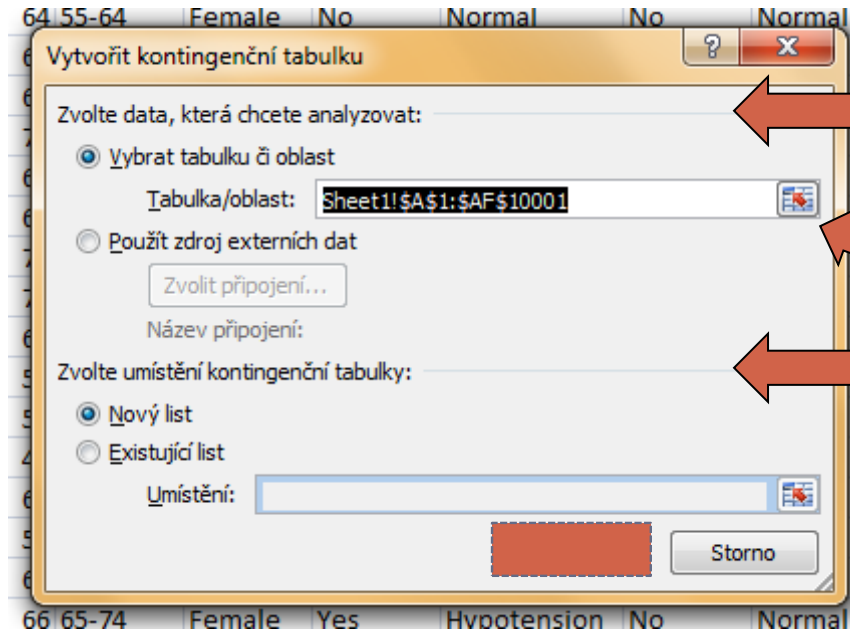 64 55-64 Female No Normal No Normal
Vytvořit kontingenční tabulku
Zvolte data, která chcete analyzovat:
Vybrat tabulku či oblast
Tabulka/oblast: Sheet1!$A$1:$AF$10001
Použít zdroj externích dat
Zvolit připojení...
Název připojení:
Zvolte umístění kontingenční tabulky:
Nový list
Existující list
Umístění:
Storno
66 65-74 Female Yes Hypotension No Normal